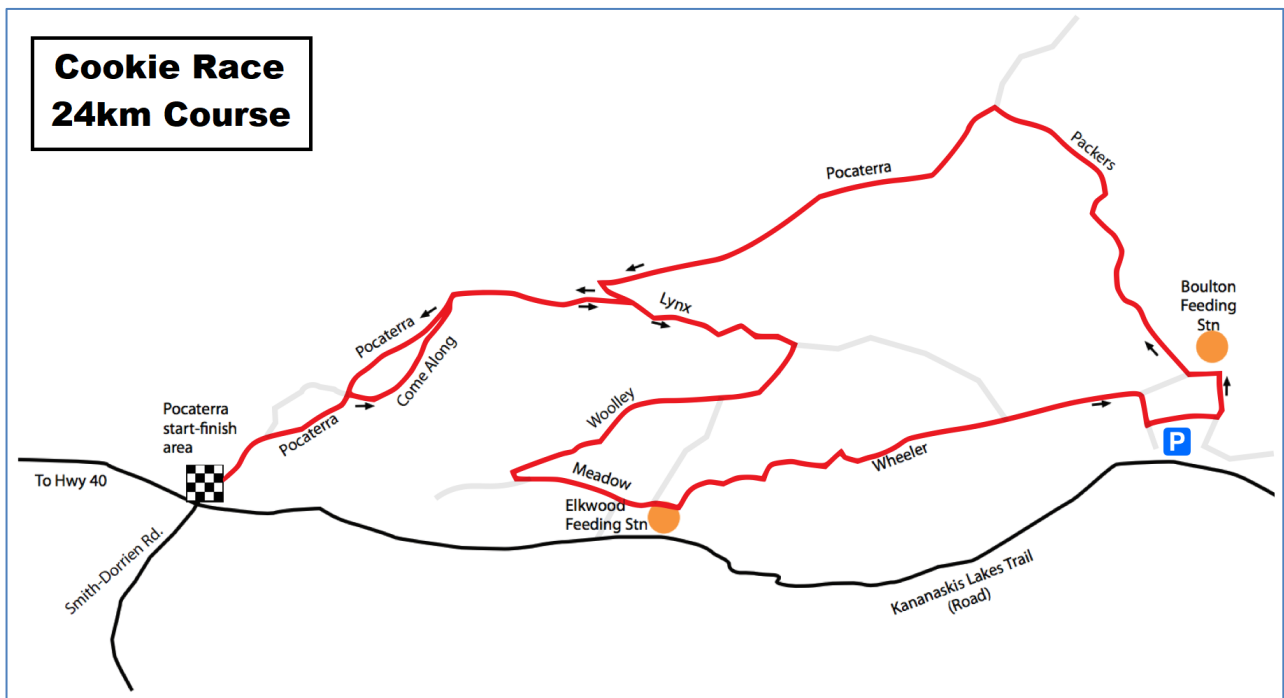 Cookie Race
24km Course
Packers
Pocaterra
Boulton
Feeding
Stn
Lynx
Pocaterra
Come Along
Pocaterra
start-finish
area
Pocaterra
Woolley
Wheeler
P
Meadow
To Hwy 40
Elkwood
Feeding Stn
Smith-Dorrien Rd.
Kananaskis Lakes Trail
(Road)